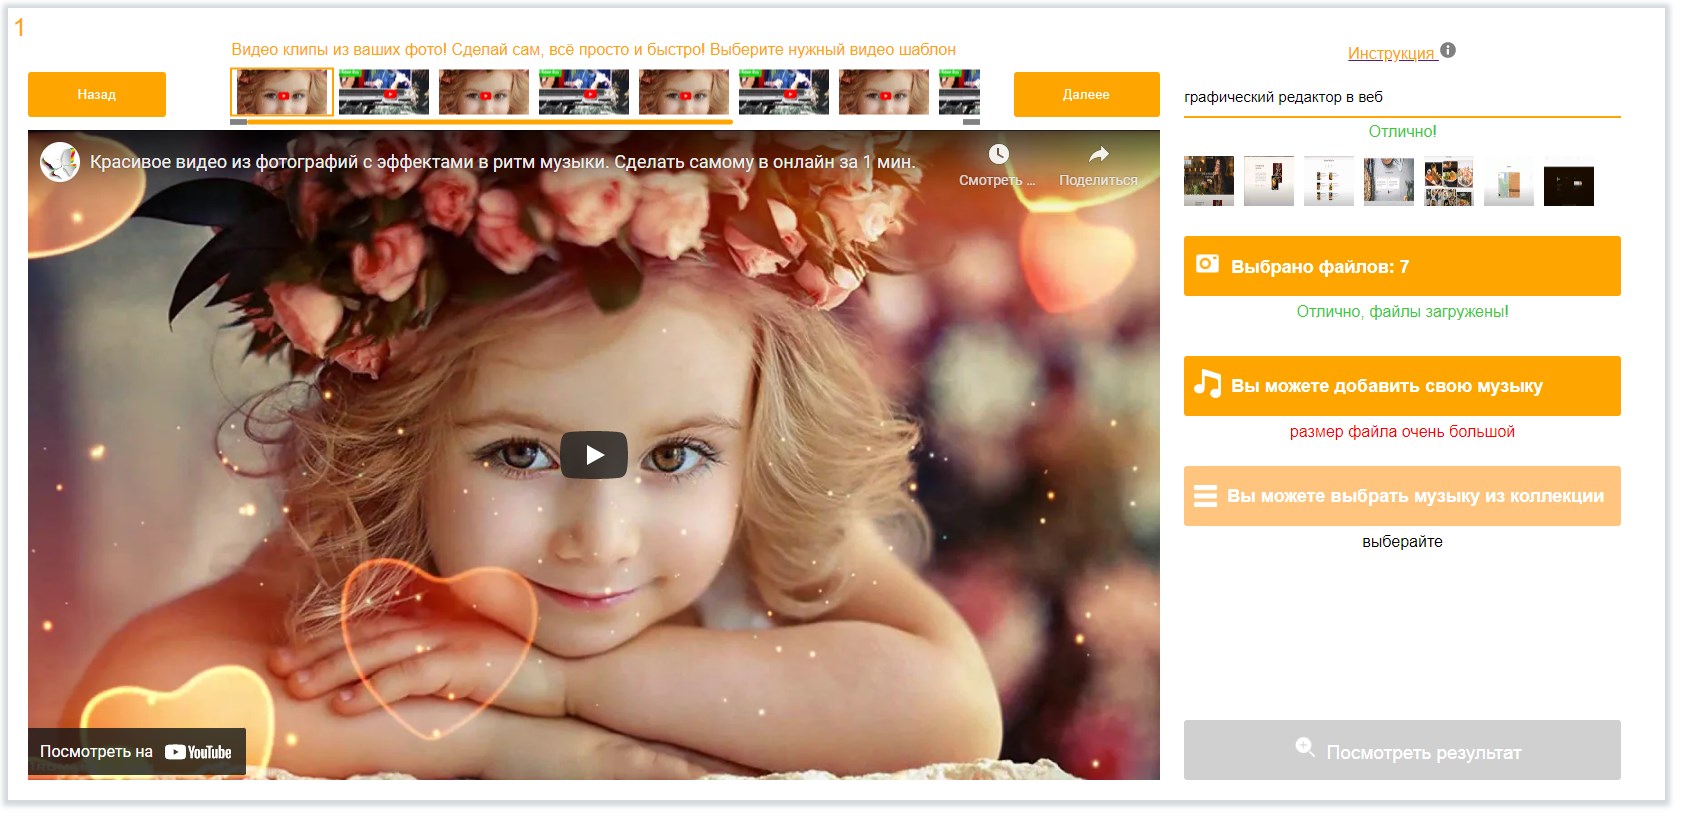 1
Видео клипы из ваших фото! Сделай сам, всё просто и быстро! Выберите нужный видео шаблон
Назад
Далеее
Красивое видео из фотографий с эффектами в ритм музыки. Сделать самому в онлайн за 1 мин.
Смотреть ...
Поделиться
Посмотреть на YouTube
Инструкция
графический редактор в веб
Отлично!
Выбрано файлов: 7
Отлично, файлы загружены!
Вы можете добавить свою музыку
размер файла очень большой
Вы можете выбрать музыку из коллекции
выберайте
Посмотреть результат